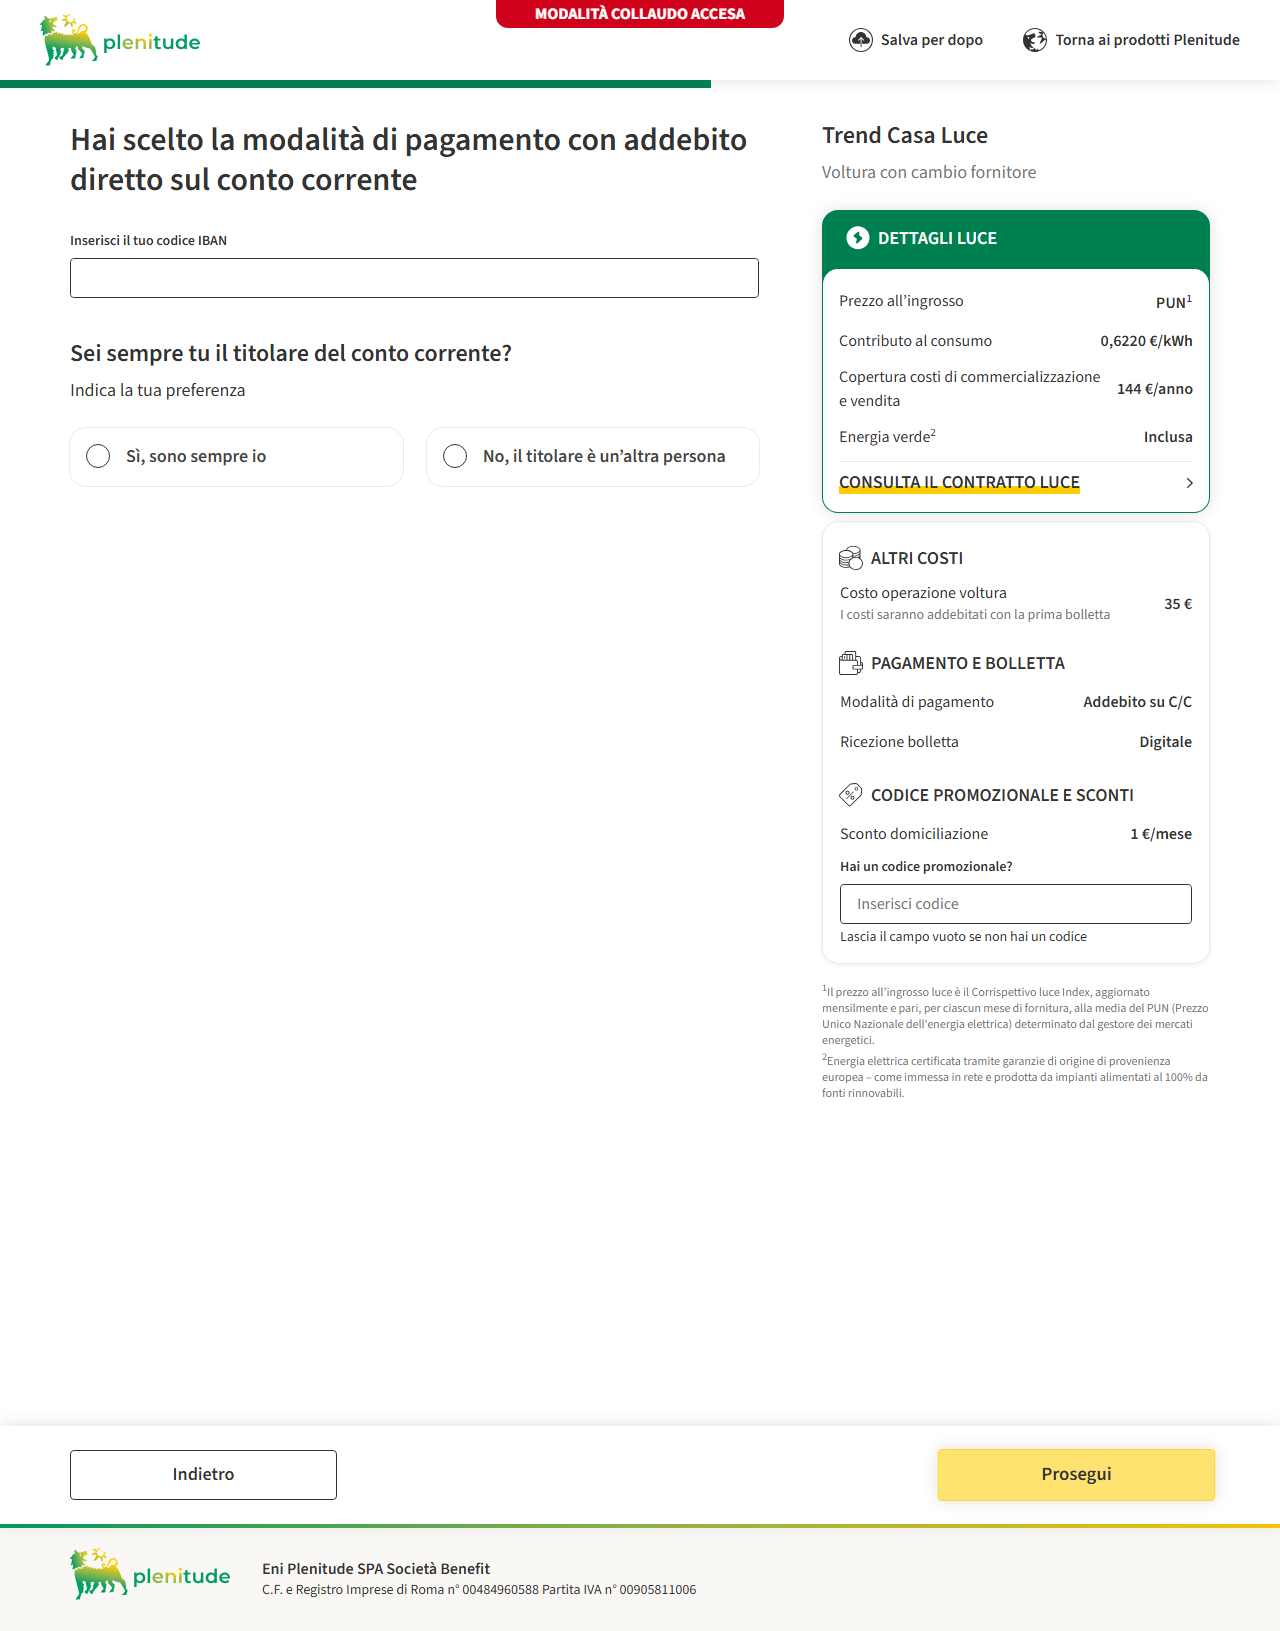 MODALITÀ COLLAUDO ACCESA
plenitude
Salva per dopo
Torna ai prodotti Plenitude
Hai scelto la modalità di pagamento con addebito
diretto sul conto corrente
Inserisci il tuo codice IBAN
Sei sempre tu il titolare del conto corrente?
Indica la tua preferenza
Sì, sono sempre io
No, il titolare è un’altra persona
Trend Casa Luce
Voltura con cambio fornitore
DETTAGLI LUCE
Prezzo all’ingrosso
PUN¹
Contributo al consumo
0,6220 €/kWh
Copertura costi di commercializzazione
e vendita
144 €/anno
Energia verde²
Inclusa
CONSULTA IL CONTRATTO LUCE
ALTRI COSTI
Costo operazione voltura
I costi saranno addebitati con la prima bolletta
35 €
PAGAMENTO E BOLLETTA
Modalità di pagamento
Addebito su C/C
Ricezione bolletta
Digitale
CODICE PROMOZIONALE E SCONTI
Sconto domiciliazione
1 €/mese
Hai un codice promozionale?
Inserisci codice
Lascia il campo vuoto se non hai un codice
¹Il prezzo all’ingrosso luce è il Corrispettivo luce Index, aggiornato
mensilmente e pari, per ciascun mese di fornitura, alla media del PUN (Prezzo
Unico Nazionale dell'energia elettrica) determinato dal gestore dei mercati
energetici.
²Energia elettrica certificata tramite garanzie di origine di provenienza
europea – come immessa in rete e prodotta da impianti alimentati al 100% da
fonti rinnovabili.
Indietro
Prosegui
plenitude
Eni Plenitude SPA Società Benefit
C.F. e Registro Imprese di Roma n° 00484960588 Partita IVA n° 00905811006